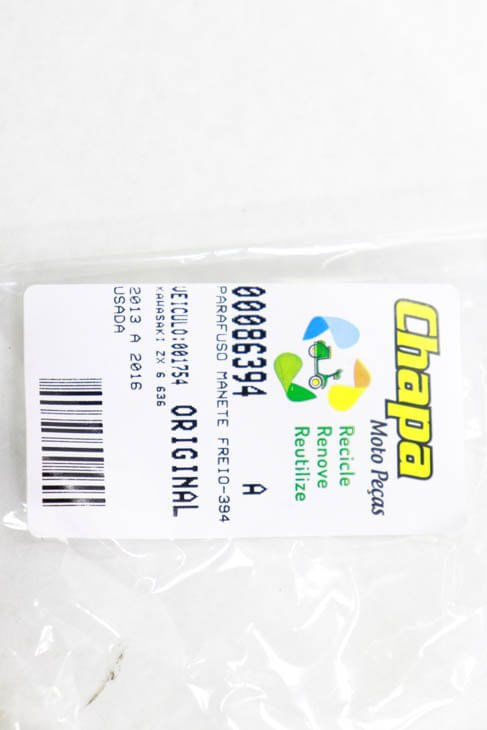 Chapa
Moto Peças
Recicle
Renove
Reutilize
00086394 A
PARAFUSO MANETE FREIO-394
VEICULO:001754 ORIGINAL
KAWASAKI ZX 6 636
2013 A 2016
USADA